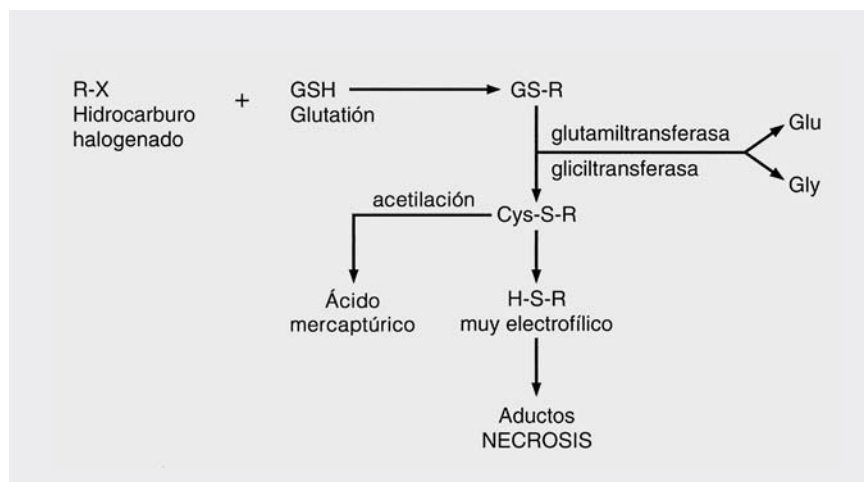 R-X
Hidrocarburo
halogenado
+
GSH
Glutatión
GS-R
glutamiltransferasa
gliciltransferasa
Glu
Gly
acetilación
Cys-S-R
Ácido
mercaptúrico
H-S-R
muy electrofílico
Aductos
NECROSIS